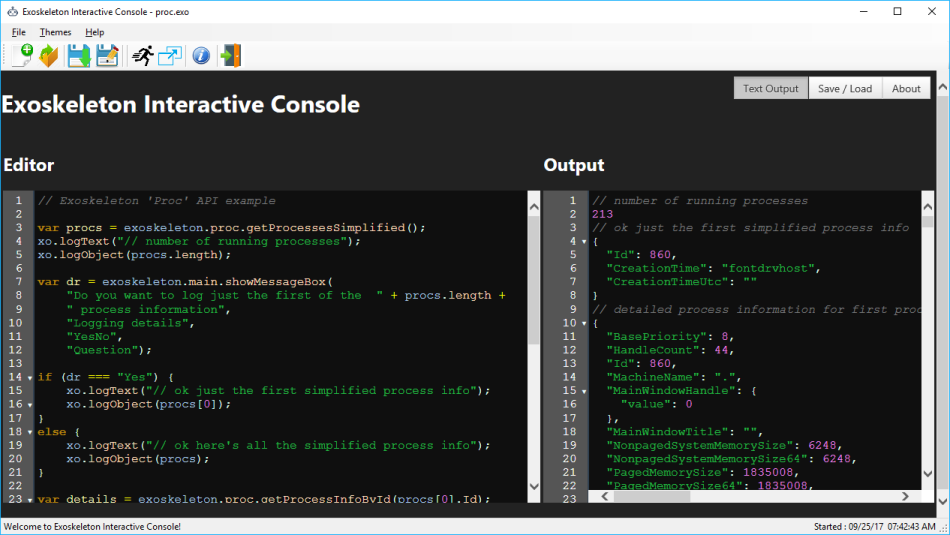 Exoskeleton Interactive Console - proc.exo
File Themes Help
Text Output Save / Load About
Exoskeleton Interactive Console
Editor
1 // Exoskeleton 'Proc' API example
2
3 var procs = exoskeleton.proc.getProcessesSimplified();
4 xo.logText("// number of running processes");
5 xo.logObject(procs.length);
6
7 var dr = exoskeleton.main.showMessageBox(
8 "Do you want to log just the first of the  " + procs.length +
9 " process information",
10 "Logging details",
11 "YesNo",
12 "Question");
13
14 if (dr === "Yes") {
15 xo.logText("// ok just the first simplified process info");
16 xo.logObject(procs[0]);
17 }
18 else {
19 xo.logText("// ok here's all the simplified process info");
20 xo.logObject(procs);
21 }
22
23 var details = exoskeleton.proc.getProcessInfoById(procs[0].Id);
Output
1 // number of running processes
2 213
3 // ok just the first simplified process info
4 {
5 "Id": 860,
6 "CreationTime": "fontdrvhost",
7 "CreationTimeUtc": ""
8 }
9 // detailed process information for first proc
10 {
11 "BasePriority": 8,
12 "HandleCount": 44,
13 "Id": 860,
14 "MachineName": ".",
15 "MainWindowHandle": {
16 "value": 0
17 },
18 "MainWindowTitle": "",
19 "NonpagedSystemMemorySize": 6248,
20 "NonpagedSystemMemorySize64": 6248,
21 "PagedMemorySize": 1835008,
22 "PagedMemorySize64": 1835008,
23
Welcome to Exoskeleton Interactive Console!
Started : 09/25/17 07:42:43 AM